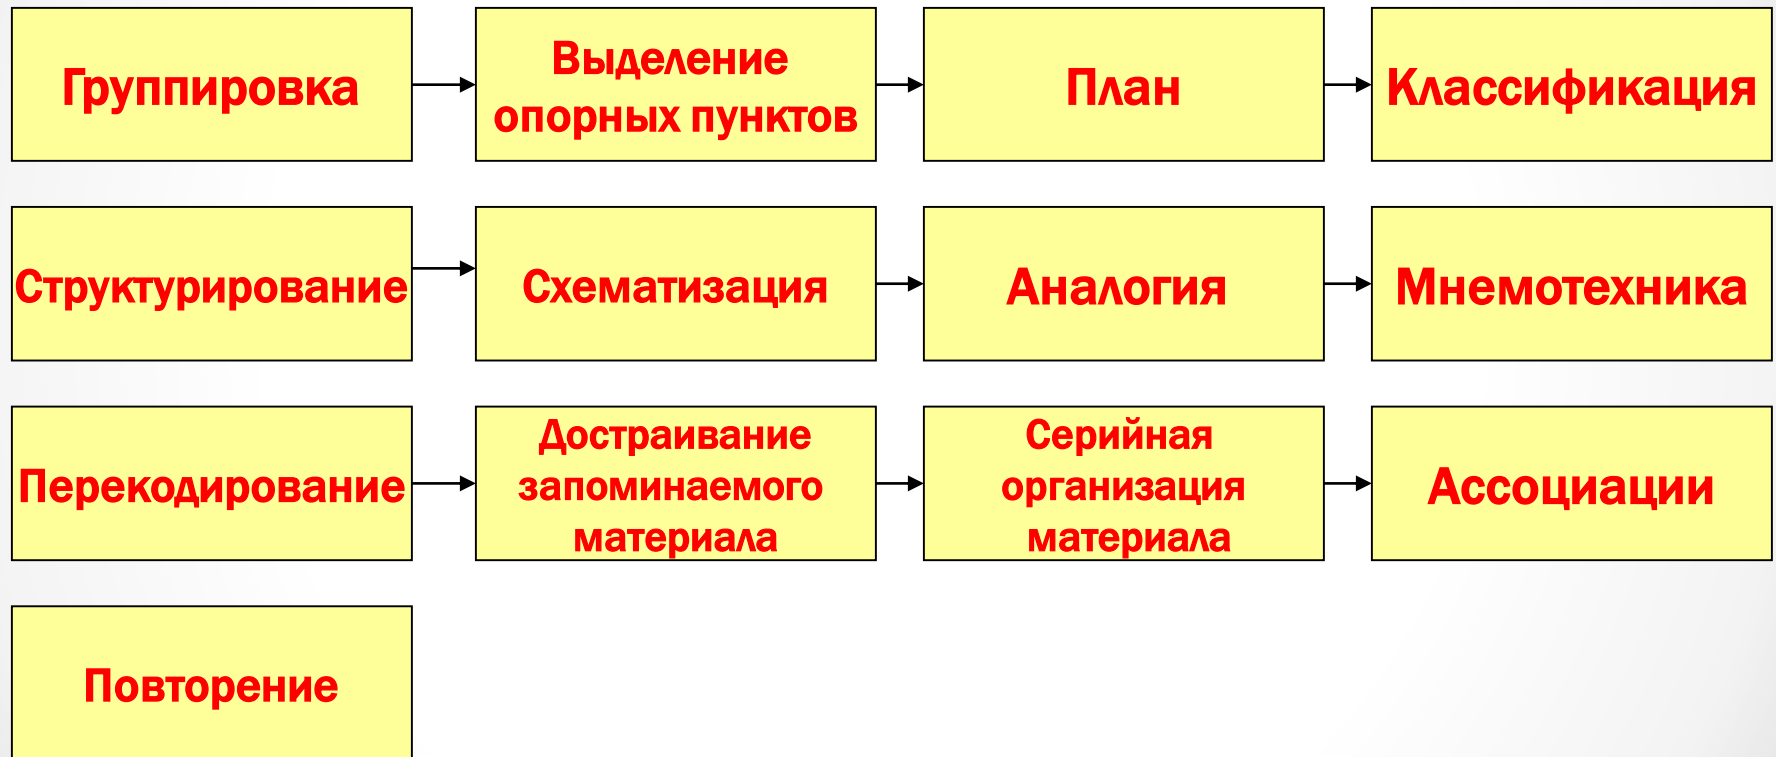 Группировка
Выделение
опорных пунктов
План
Классификация
Структурирование
Схематизация
Аналогия
Мнемотехника
Перекодирование
Достраивание
запоминаемого
материала
Серийная
организация
материала
Ассоциации
Повторение